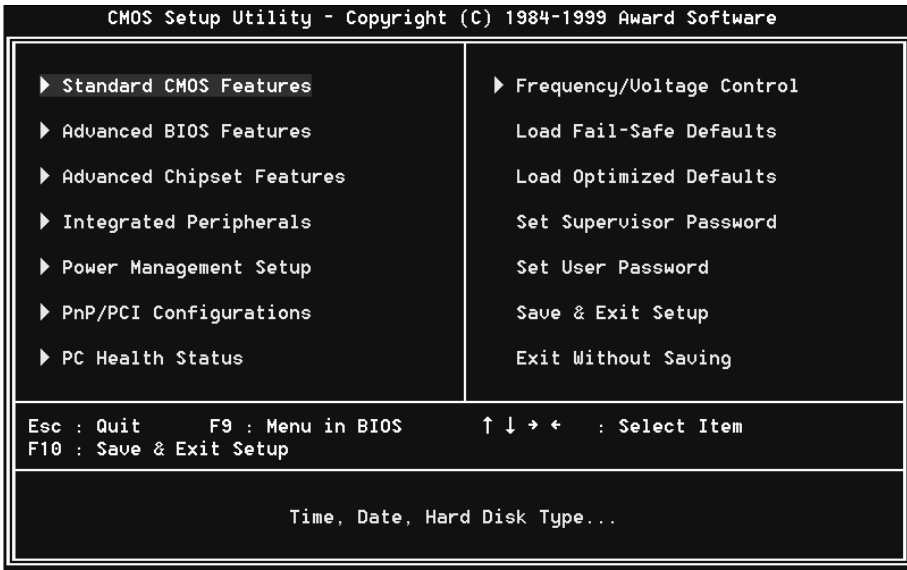 CMOS Setup Utility - Copyright (C) 1984-1999 Award Software
Standard CMOS Features
Advanced BIOS Features
Advanced Chipset Features
Integrated Peripherals
Power Management Setup
PnP/PCI Configurations
PC Health Status
Frequency/Voltage Control
Load Fail-Safe Defaults
Load Optimized Defaults
Set Supervisor Password
Set User Password
Save & Exit Setup
Exit Without Saving
Esc : Quit F9 : Menu in BIOS ↑ ↓ → ← : Select Item
F10 : Save & Exit Setup
Time, Date, Hard Disk Type...